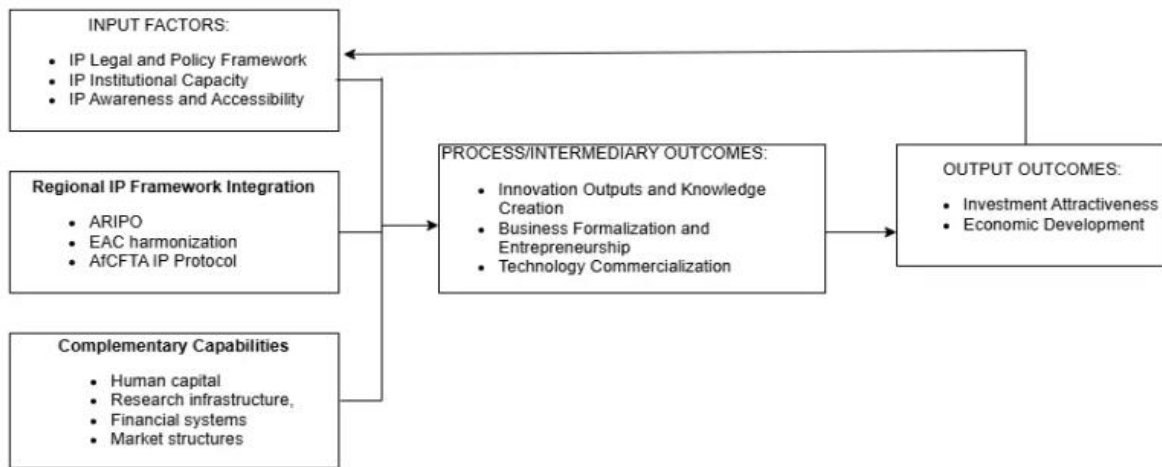 INPUT FACTORS:
• IP Legal and Policy Framework
• IP Institutional Capacity
• IP Awareness and Accessibility
Regional IP Framework Integration
• ARIPO
• EAC harmonization
• AfCFTA IP Protocol
Complementary Capabilities
• Human capital
• Research infrastructure,
• Financial systems
• Market structures
PROCESS/INTERMEDIARY OUTCOMES:
• Innovation Outputs and Knowledge
Creation
• Business Formalization and
Entrepreneurship
• Technology Commercialization
OUTPUT OUTCOMES:
• Investment Attractiveness
• Economic Development